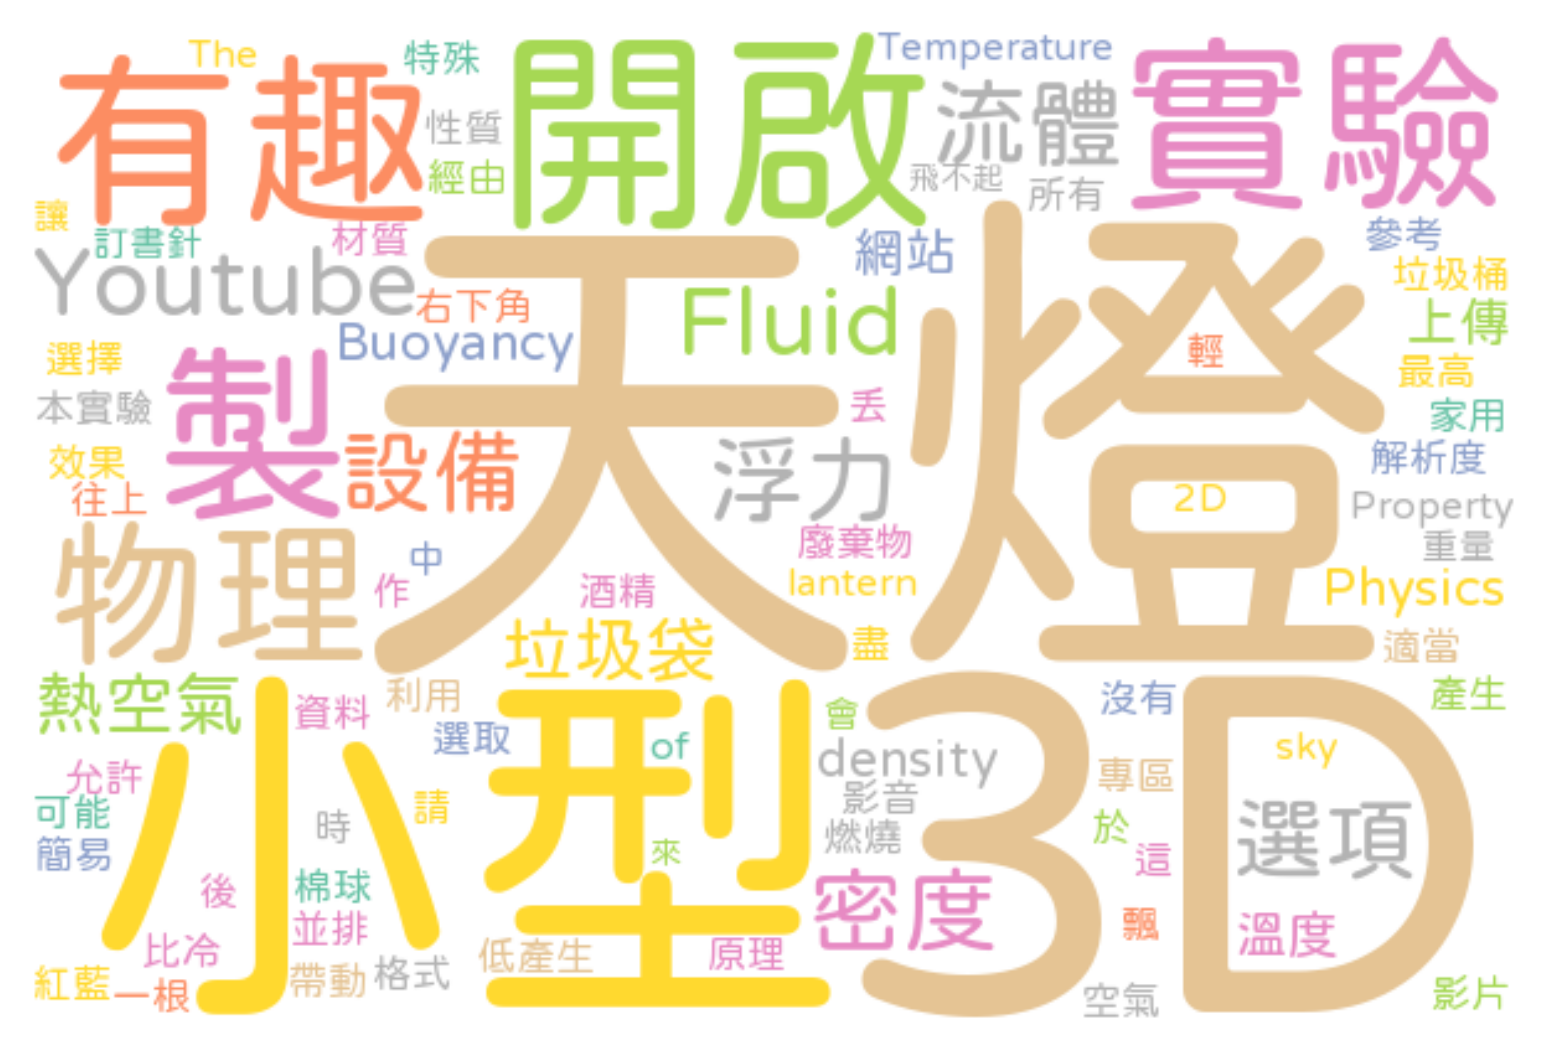 The
特殊
Temperature
有趣
開啟
實驗
流體
性質
經由
飛不起
所有
讓
訂書針
材質
網站
參考
Youtube
右下角
Fluid
垃圾桶
天燈
上傳
Buoyancy
選擇
輕
最高
製
本實驗
丢
家用
設備
浮力
效果
解析度
往上
2D
Property
物理
中
廢棄物
重量
作
酒精
lantern
Physics
垃圾袋
盡
適當
熱空氣
資料
利用
會
沒有
產生
小型
3D
選取
of
density
sky
允許
影音
專區
可能
時
請
燃燒
於
選項
簡易
來
這
後
棉球
密度
並排
飄
溫度
比冷
低產生
原理
紅藍
一根
帶動
格式
空氣
影片